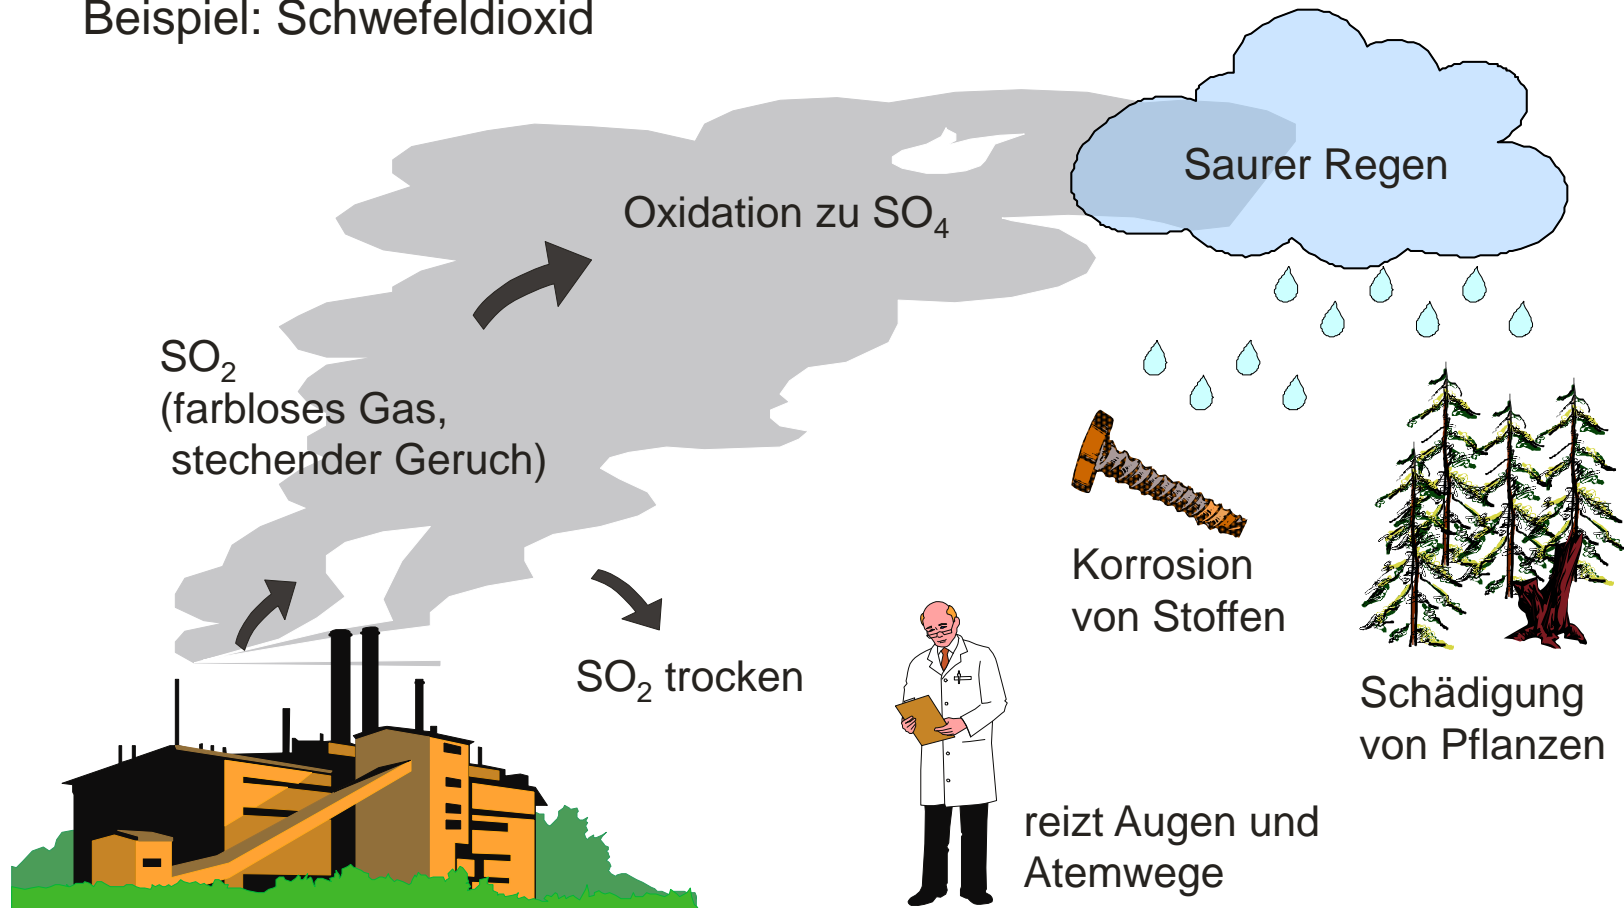 Beispiel: Schwefeldioxid
Saurer Regen
Oxidation zu SO₄
SO₂
(farbloses Gas,
stechender Geruch)
Korrosion
von Stoffen
SO₂ trocken
Schädigung
von Pflanzen
reizt Augen und
Atemwege